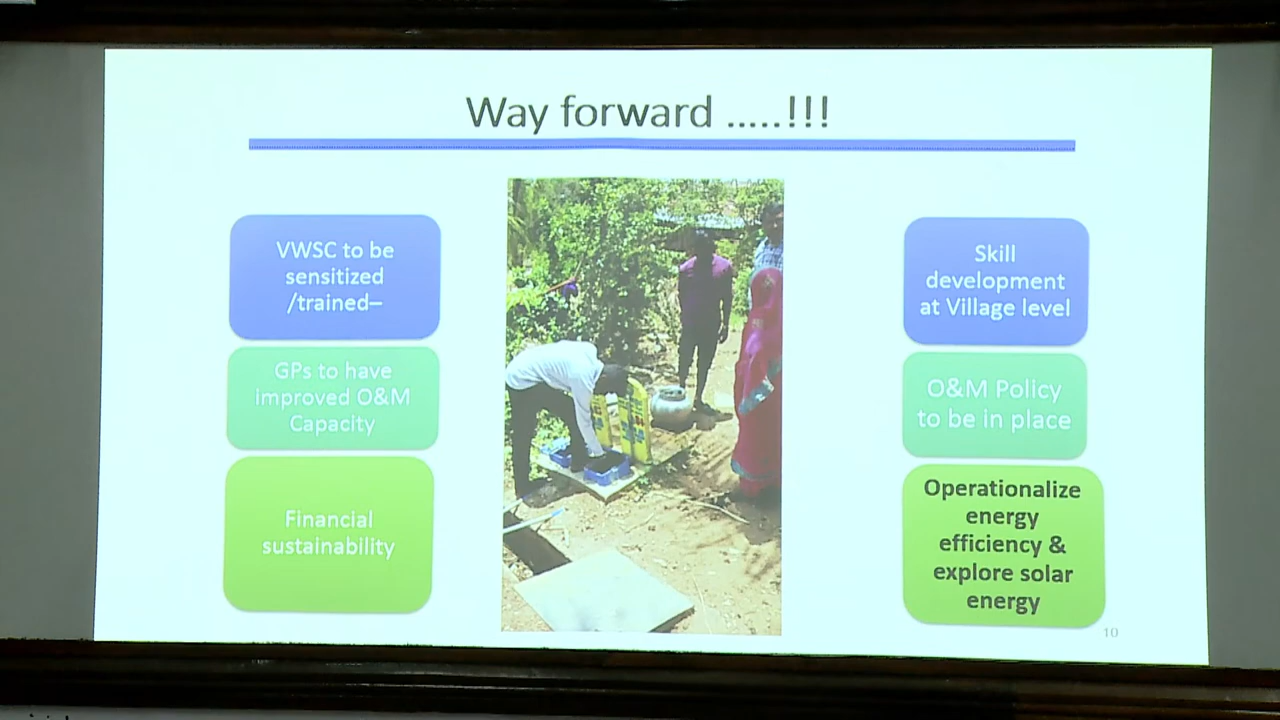 Way forward .....!!!
VWSC to be
sensitized
/trained–
GPs to have
improved O&M
Capacity
Financial
sustainability
Skill
development
at Village level
O&M Policy
to be in place
Operationalize
energy
efficiency &
explore solar
energy
10